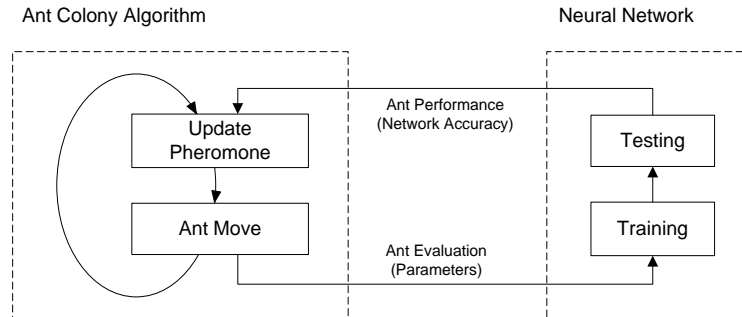 Ant Colony Algorithm
Neural Network
Ant Performance
(Network Accuracy)
Update
Pheromone
Testing
Ant Move
Training
Ant Evaluation
(Parameters)